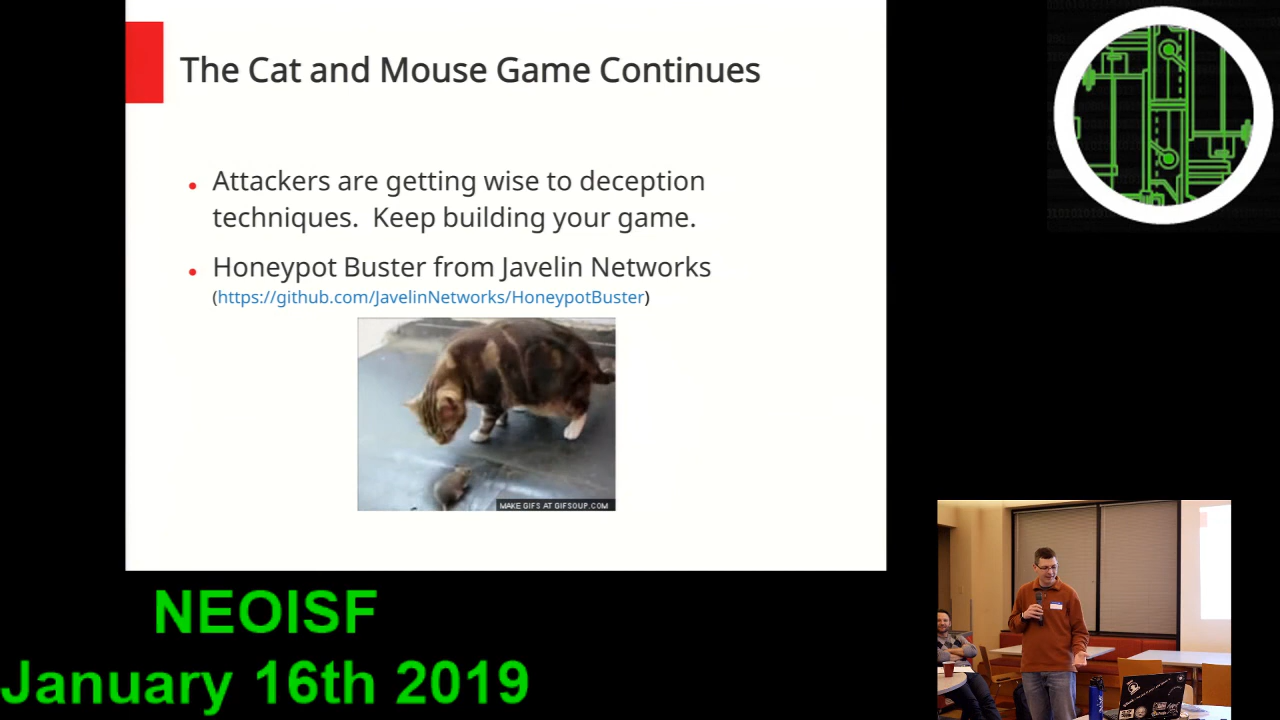 The Cat and Mouse Game Continues
Attackers are getting wise to deception
techniques.  Keep building your game.
Honeypot Buster from Javelin Networks
(https://github.com/JavelinNetworks/HoneypotBuster)
MAKE GIFS AT GIFSOUP.COM
NEOISF
January 16th 2019